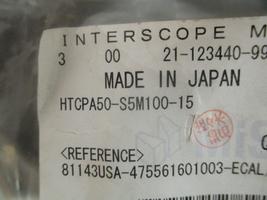 INTERSCOPE M
3 00 21-123440-99
MADE IN JAPAN
HTCPA50-S5M100-15
<REFERENCE>
81143USA-475561601003-ECAL